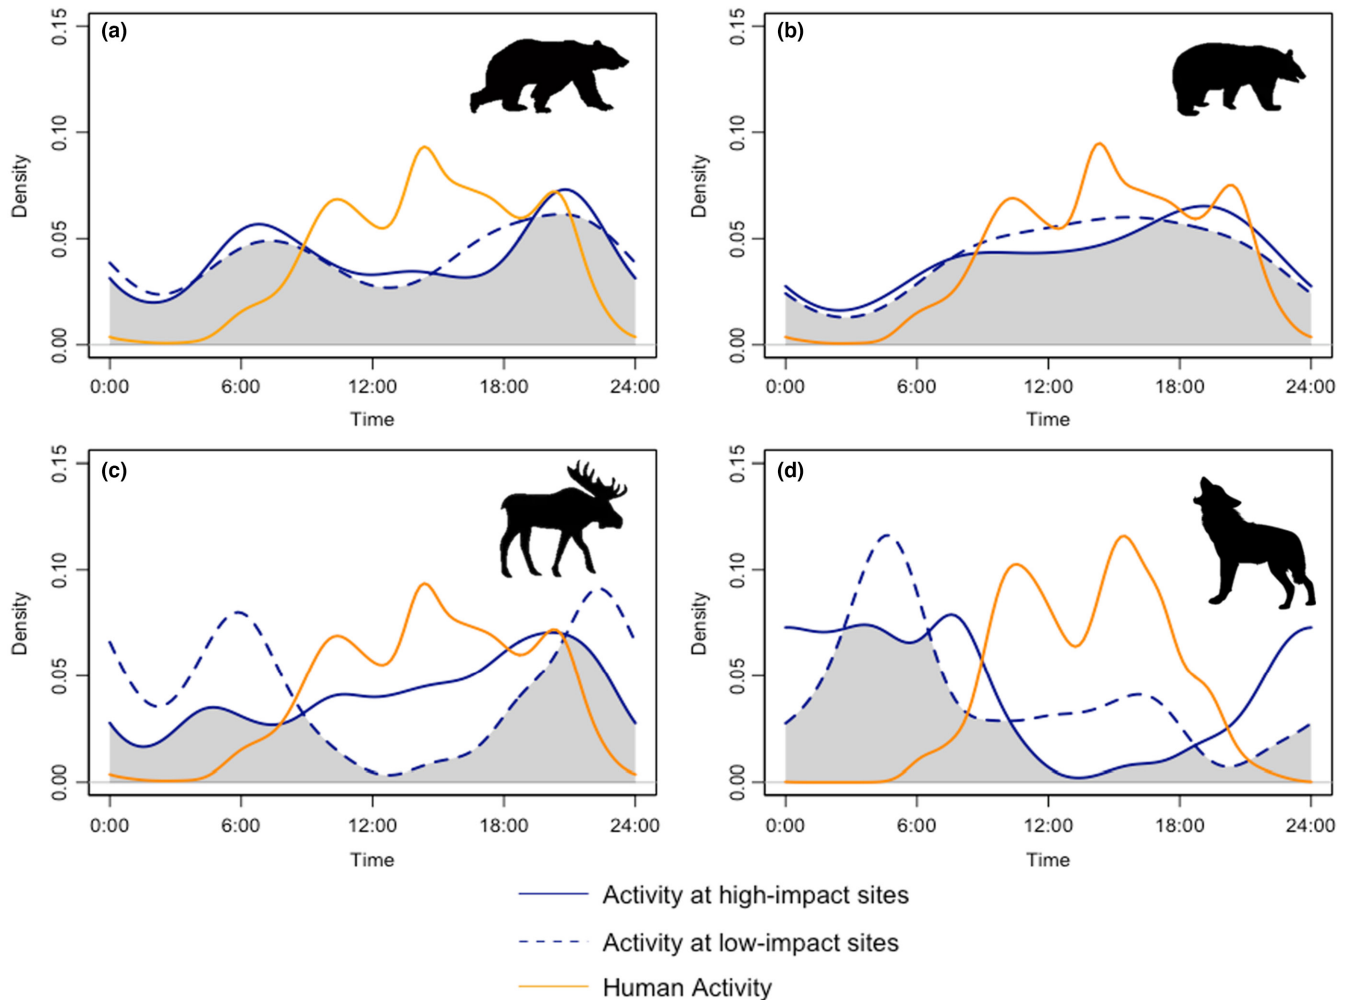 (a)
0.15
0.10
0.05
0.00
Density
0:00 6:00 12:00 18:00 24:00
Time
(b)
0.15
0.10
0.05
0.00
Density
0:00 6:00 12:00 18:00 24:00
Time
(c)
0.15
0.10
0.05
0.00
Density
0:00 6:00 12:00 18:00 24:00
Time
(d)
0.15
0.10
0.05
0.00
Density
0:00 6:00 12:00 18:00 24:00
Time
Activity at high-impact sites
Activity at low-impact sites
Human Activity